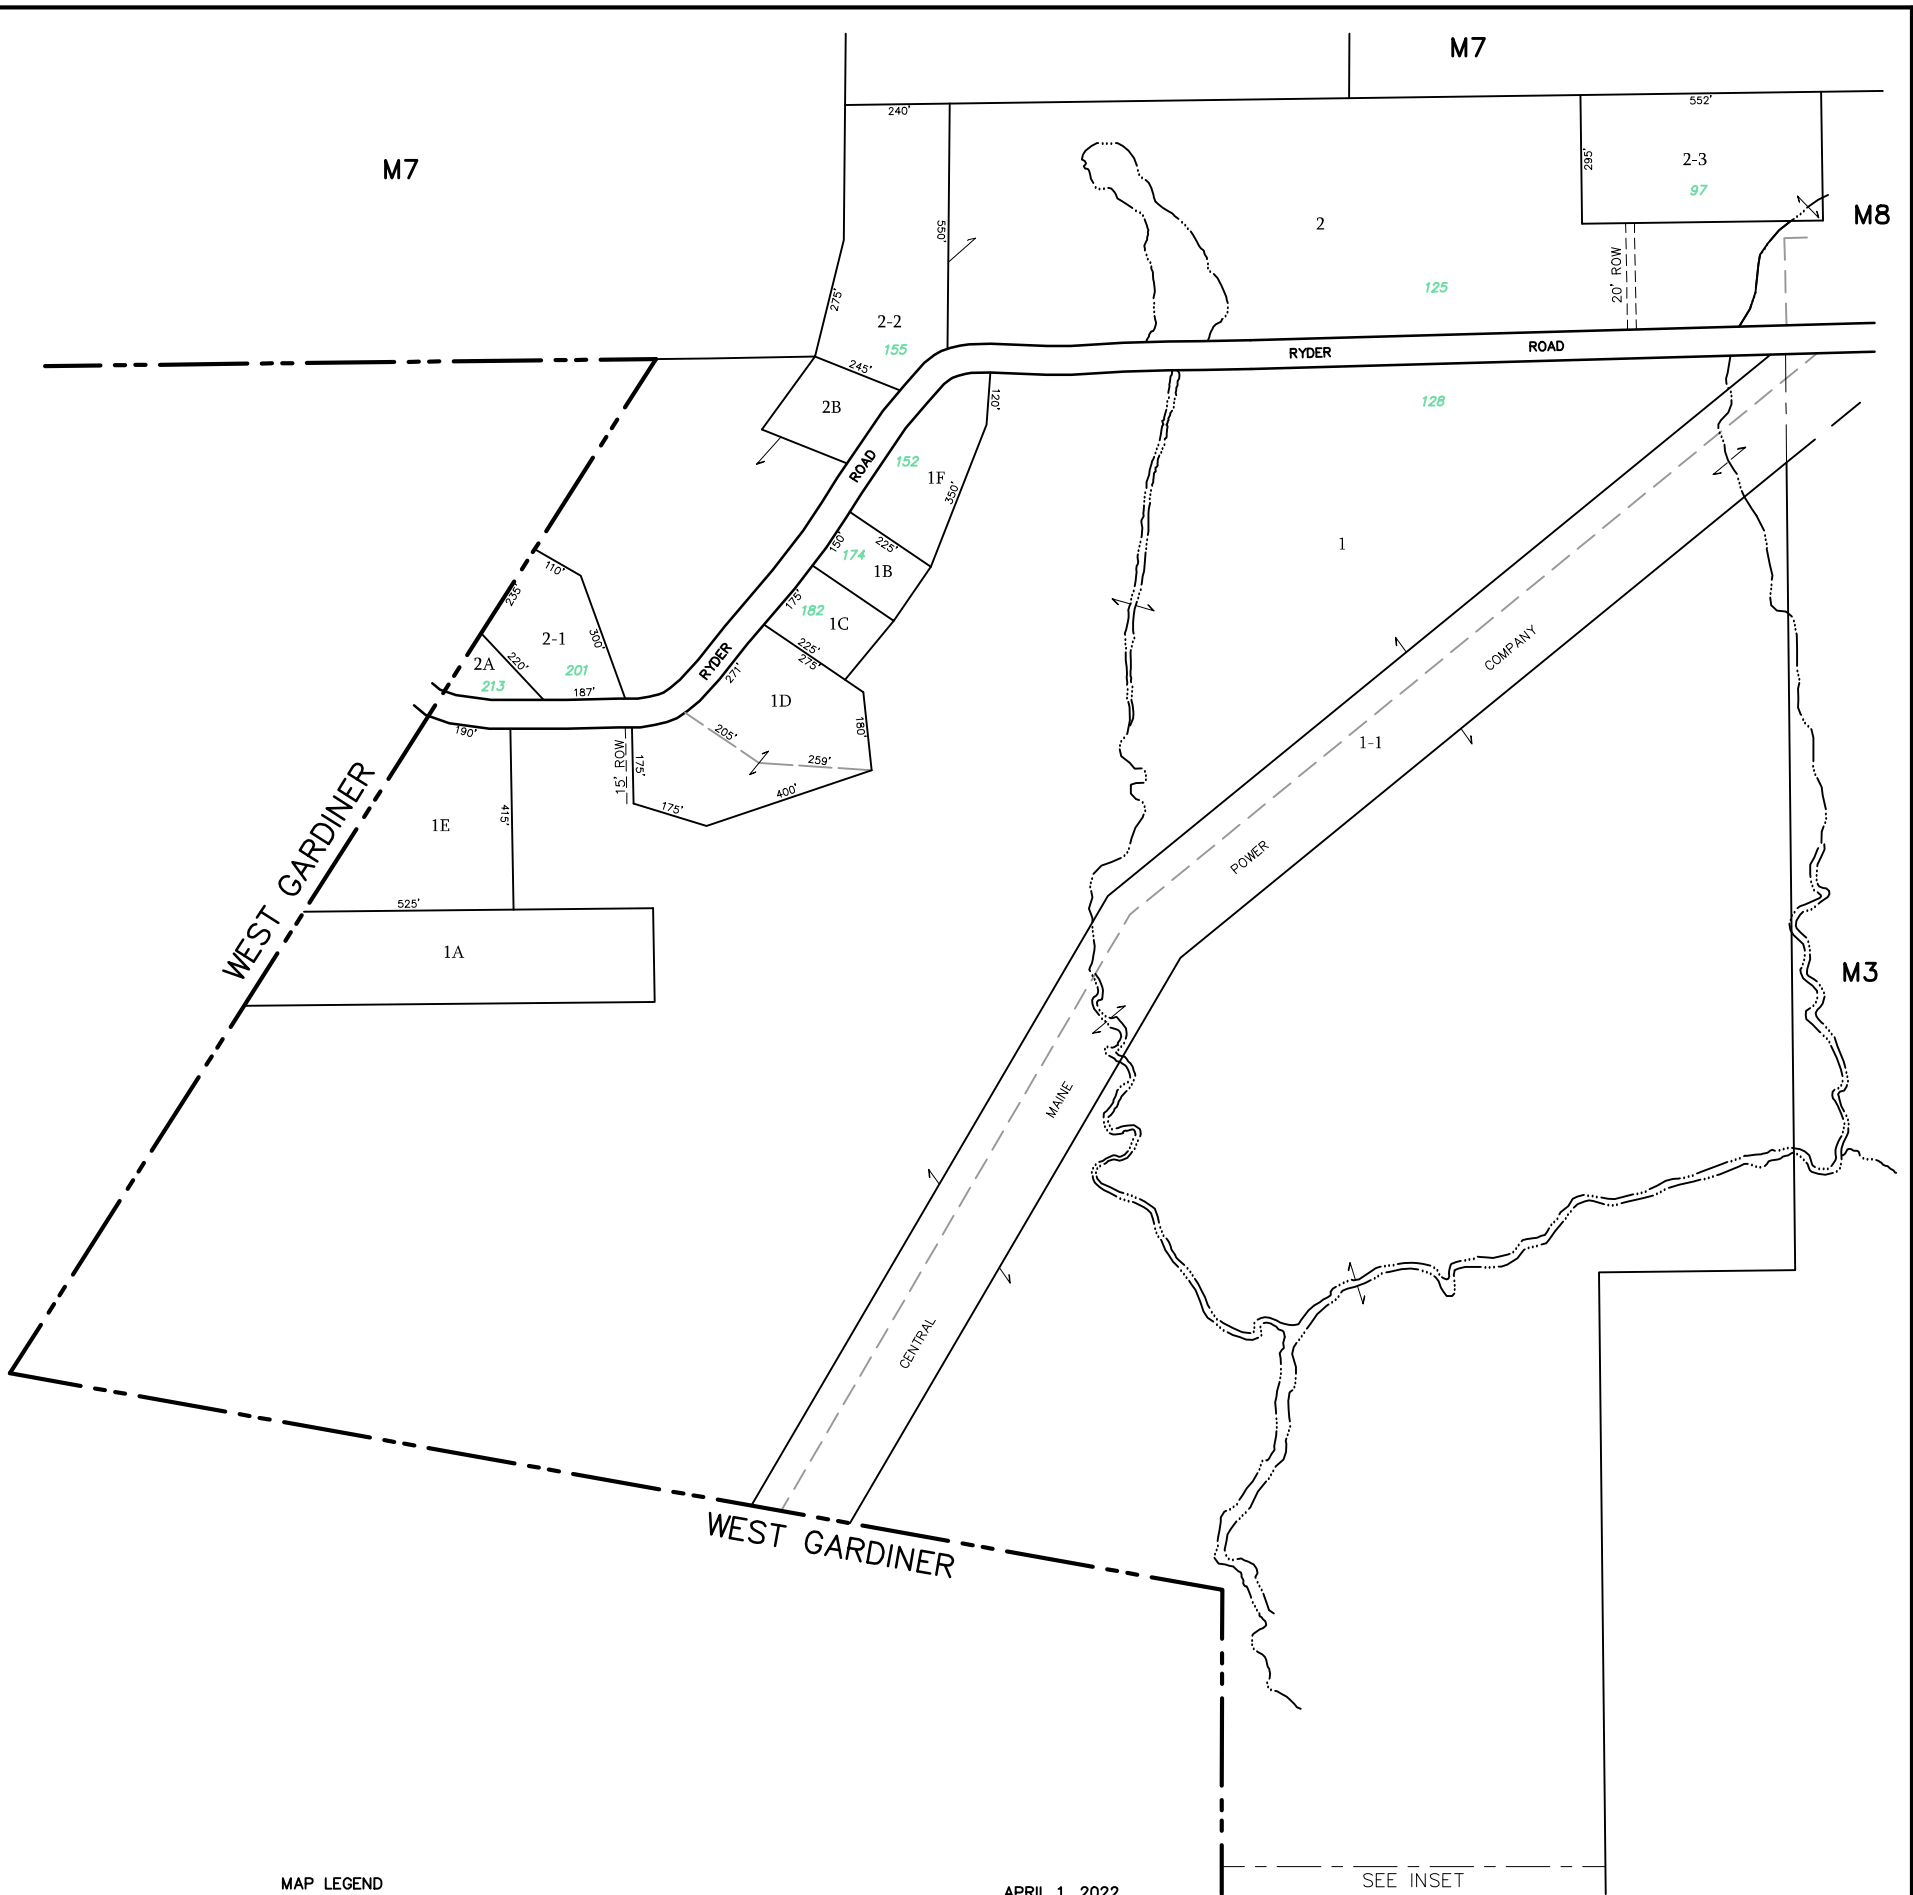 M7
M7
240'
552'
295'
2-3
97
M8
2
550'
20' ROW
125
275'
2-2
155
RYDER
ROAD
245'
2B
120'
128
152
ROAD
1F
350'
150'
225'
174
1B
1
110'
235'
175'
182
1C
2-1
300'
225'
275'
2A
220'
201
213
187'
RYDER
271'
1D
COMPANY
190'
205'
180'
1-1
15' ROW
175'
259'
400'
175'
415'
1E
WEST GARDINER
POWER
525'
1A
M3
MAINE
CENTRAL
WEST GARDINER
MAP LEGEND
APRIL 1, 2022
SEE INSET